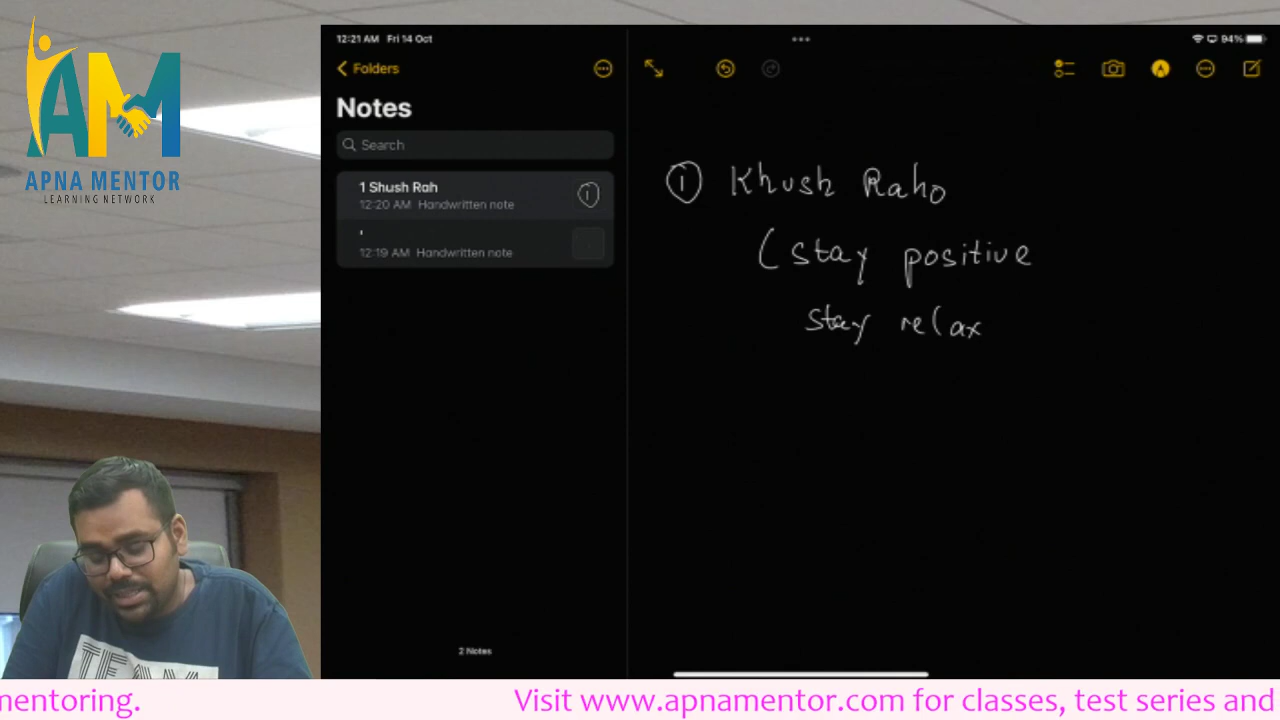 AM
APNA MENTOR
LEARNING NETWORK
12:21 AM Fri 14 Oct
94%
Folders
Notes
Search
1 Shush Rah
12:20 AM Handwritten note
'
12:19 AM Handwritten note
2 Notes
1 Khush Raho
(stay positive
stay relax
TEAM
mentoring. Visit www.apnamentor.com for classes, test series and